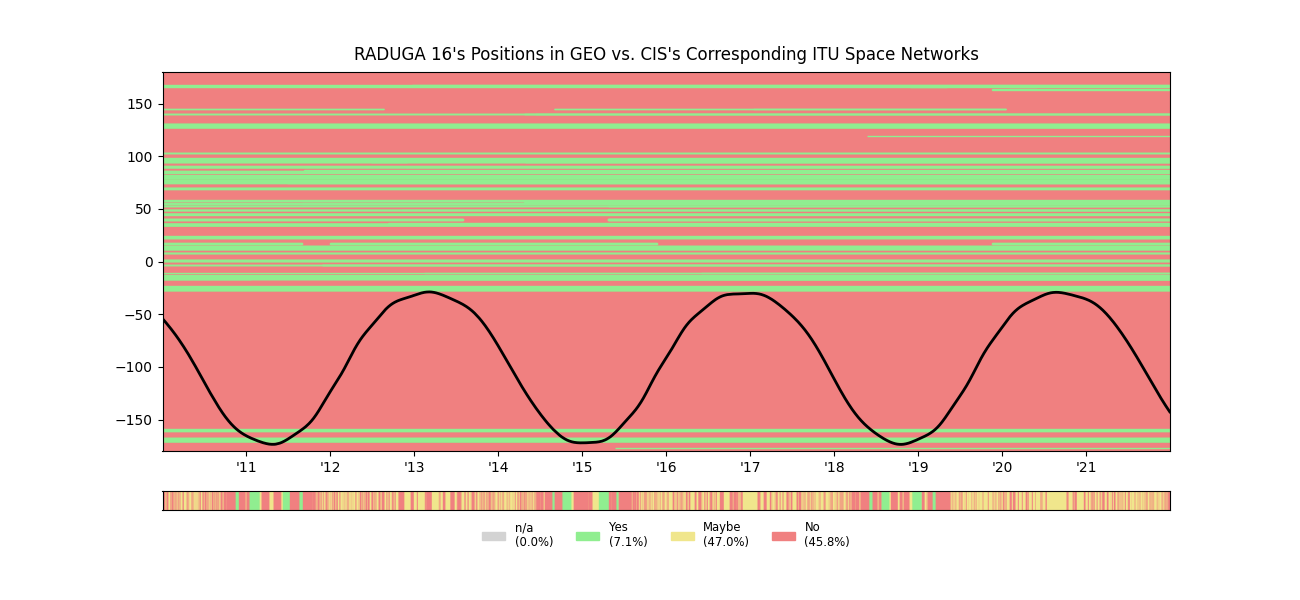 RADUGA 16's Positions in GEO vs. CIS's Corresponding ITU Space Networks
150
100
50
0
−50
−100
−150
'11 '12 '13 '14 '15 '16 '17 '18 '19 '20 '21
n/a Yes Maybe No
(0.0%) (7.1%) (47.0%) (45.8%)